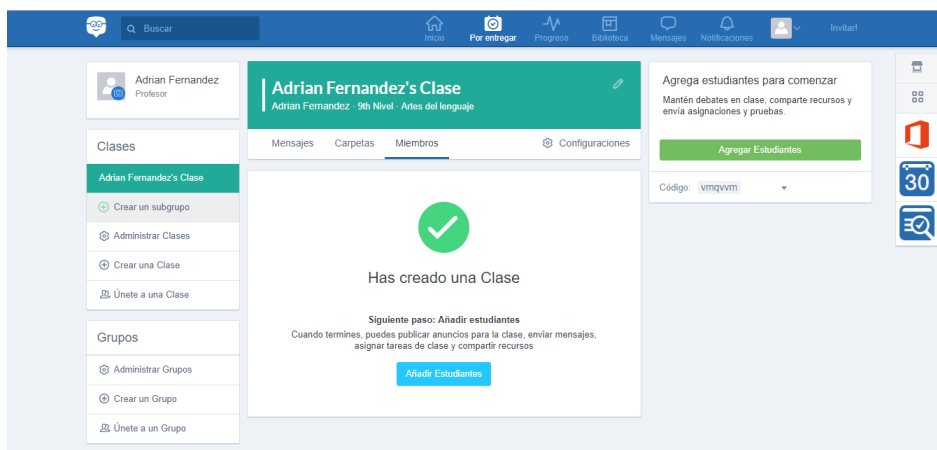 Buscar
Inicio
Por entregar
Progreso
Biblioteca
Mensajes
Notificaciones
Invitar!
Adrian Fernandez
Profesor
Clases
Adrian Fernandez's Clase
Crear un subgrupo
Administrar Clases
Crear una Clase
Únete a una Clase
Grupos
Administrar Grupos
Crear un Grupo
Únete a un Grupo
Adrian Fernandez's Clase
Adrian Fernandez · 9th Nivel · Artes del lenguaje
Mensajes
Carpetas
Miembros
Configuraciones
Has creado una Clase
Siguiente paso: Añadir estudiantes
Cuando termines, puedes publicar anuncios para la clase, enviar mensajes,
asignar tareas de clase y compartir recursos
Añadir Estudiantes
Agrega estudiantes para comenzar
Mantén debates en clase, comparte recursos y
envía asignaciones y pruebas.
Agregar Estudiantes
Código: vmqvvm
30